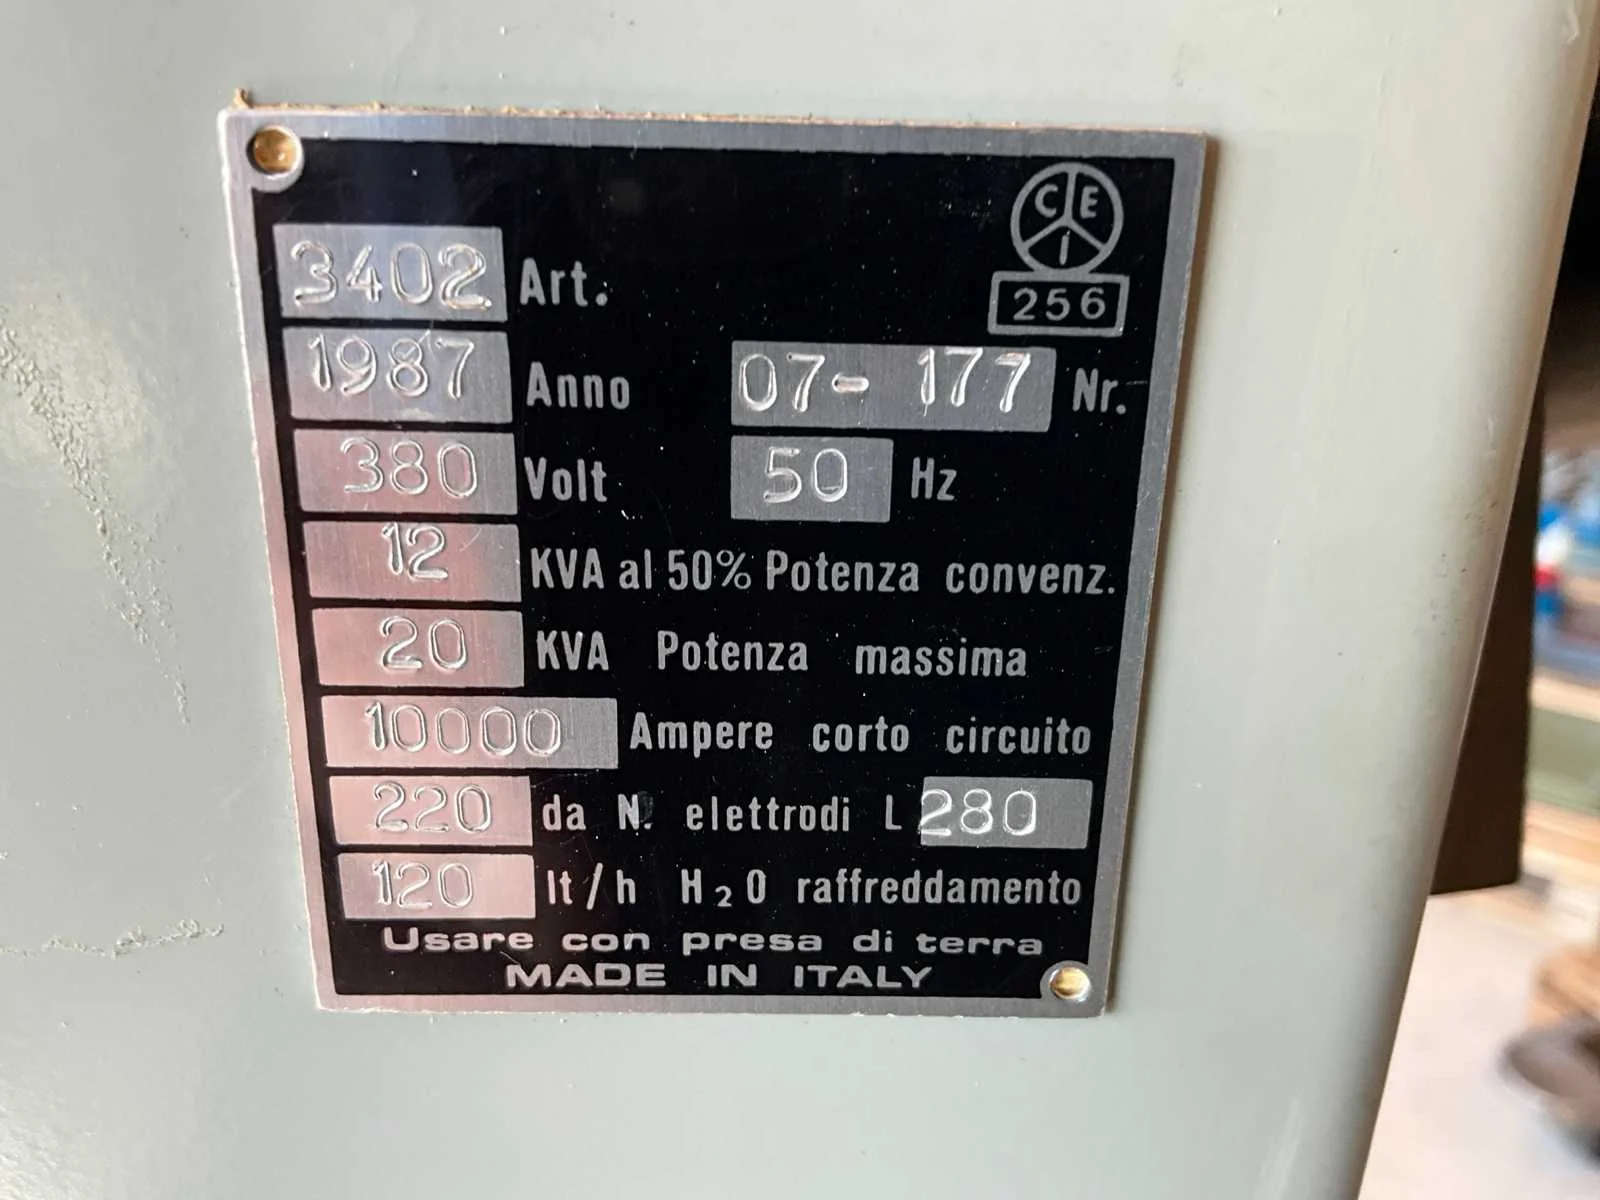 CEI
256
3402 Art.
1987 Anno 07-177 Nr.
380 Volt 50 Hz
12 KVA al 50% Potenza convenz.
20 KVA Potenza massima
10000 Ampere corto circuito
220 da N. elettrodi L 280
120 lt/h H₂O raffreddamento
Usare con presa di terra
MADE IN ITALY